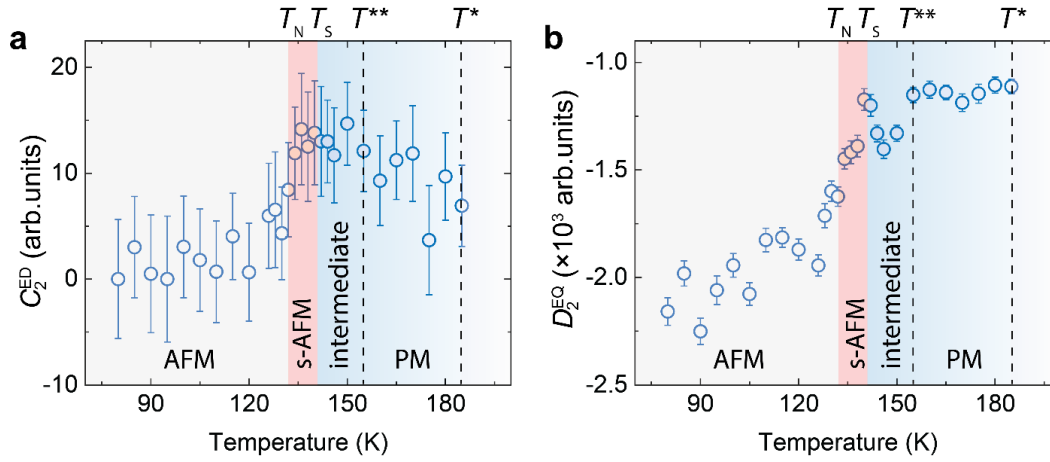 a
T_N T_S T** T*
C_2^ED (arb.units)
20
10
0
-10
AFM
s-AFM
intermediate
PM
90 120 150 180
Temperature (K)
b
T_N T_S T** T*
D_2^EQ (×10³ arb.units)
-1.0
-1.5
-2.0
-2.5
AFM
s-AFM
intermediate
PM
90 120 150 180
Temperature (K)